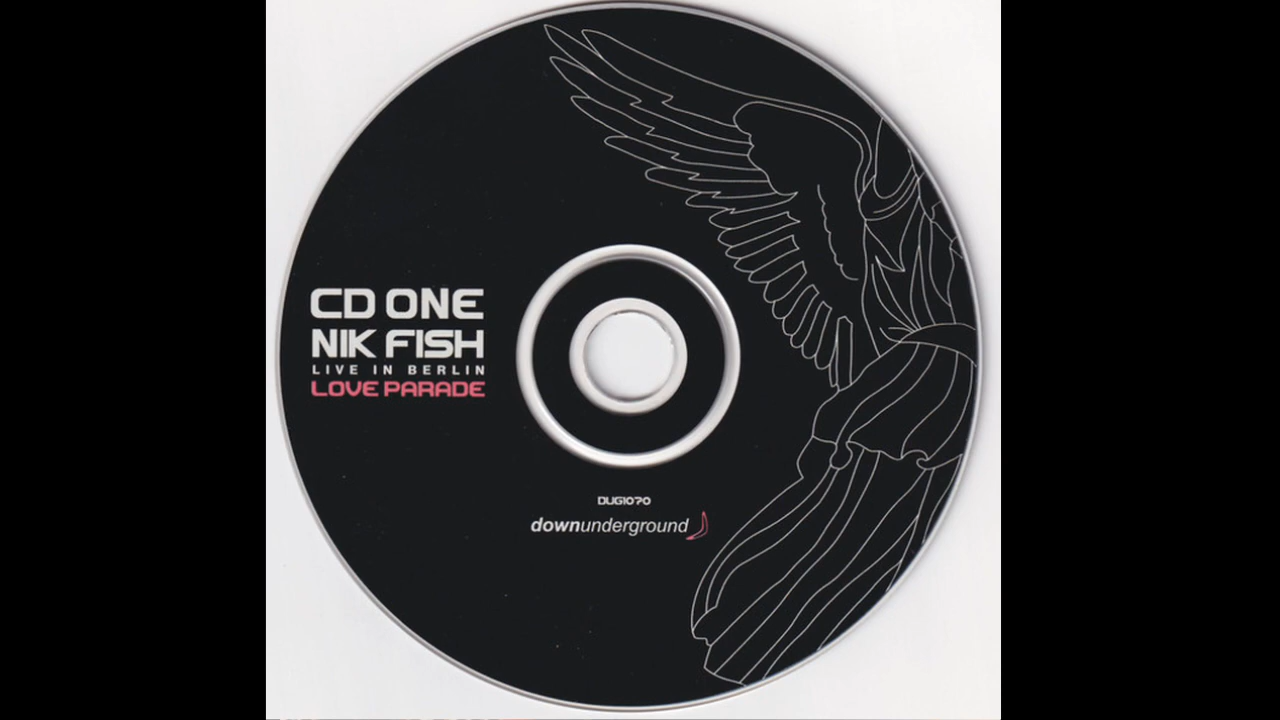 CD ONE
NIK FISH
LIVE IN BERLIN
LOVE PARADE
DUG1070
downunderground